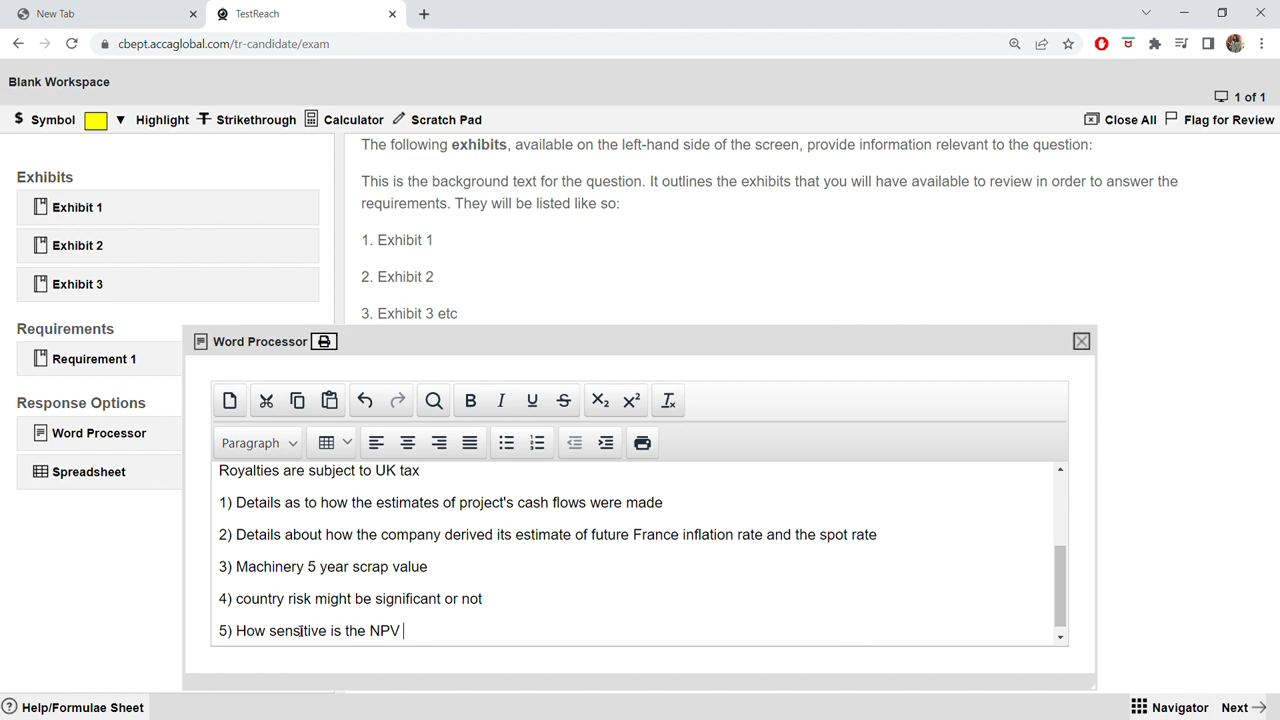 New Tab
TestReach
cbept.accaglobal.com/tr-candidate/exam
Blank Workspace
1 of 1
$ Symbol Highlight Strikethrough Calculator Scratch Pad Close All Flag for Review
The following exhibits, available on the left-hand side of the screen, provide information relevant to the question:
Exhibits
This is the background text for the question. It outlines the exhibits that you will have available to review in order to answer the
requirements. They will be listed like so:
Exhibit 1
1. Exhibit 1
Exhibit 2
2. Exhibit 2
Exhibit 3
3. Exhibit 3 etc
Requirements
Requirement 1
Response Options
Word Processor
Spreadsheet
Word Processor
B I U S X₂ X² Tx
Paragraph
Royalties are subject to UK tax
1) Details as to how the estimates of project's cash flows were made
2) Details about how the company derived its estimate of future France inflation rate and the spot rate
3) Machinery 5 year scrap value
4) country risk might be significant or not
5) How sensitive is the NPV
Help/Formulae Sheet
Navigator Next